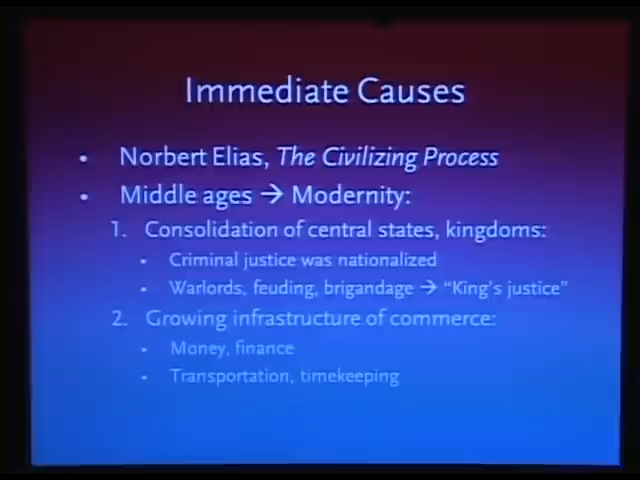 Immediate Causes
• Norbert Elias, The Civilizing Process
• Middle ages → Modernity:
1. Consolidation of central states, kingdoms:
• Criminal justice was nationalized
• Warlords, feuding, brigandage → “King's justice”
2. Growing infrastructure of commerce:
• Money, finance
• Transportation, timekeeping